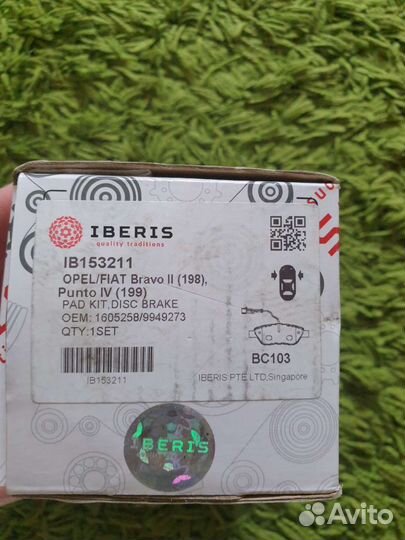 IBERIS
quality traditions
IB153211
OPEL/FIAT Bravo II (198),
Punto IV (199)
PAD KIT,DISC BRAKE
OEM: 1605258/9949273
QTY:1SET
BC103
IB153211
IBERIS PTE LTD,Singapore
IBERIS
Avito